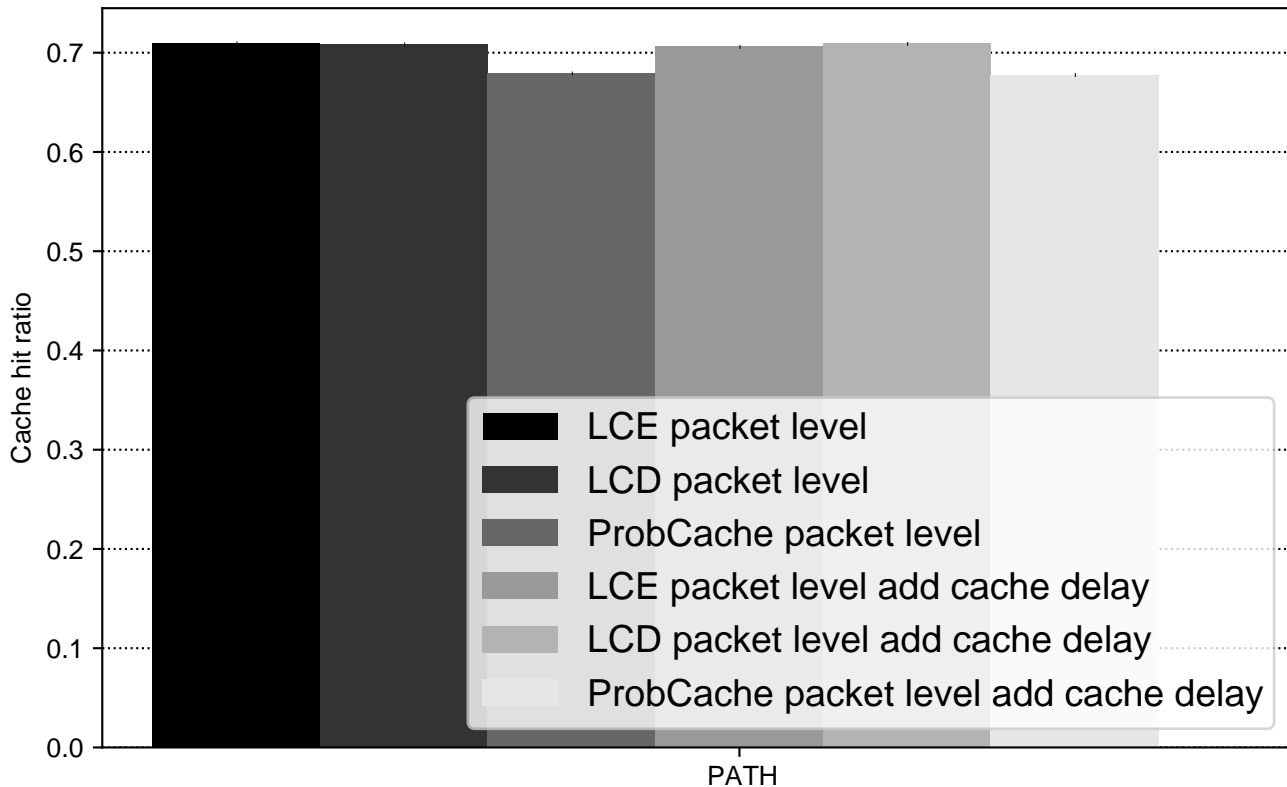 0.7
0.6
0.5
0.4
0.3
0.2
0.1
0.0
Cache hit ratio
LCE packet level
LCD packet level
ProbCache packet level
LCE packet level add cache delay
LCD packet level add cache delay
ProbCache packet level add cache delay
PATH